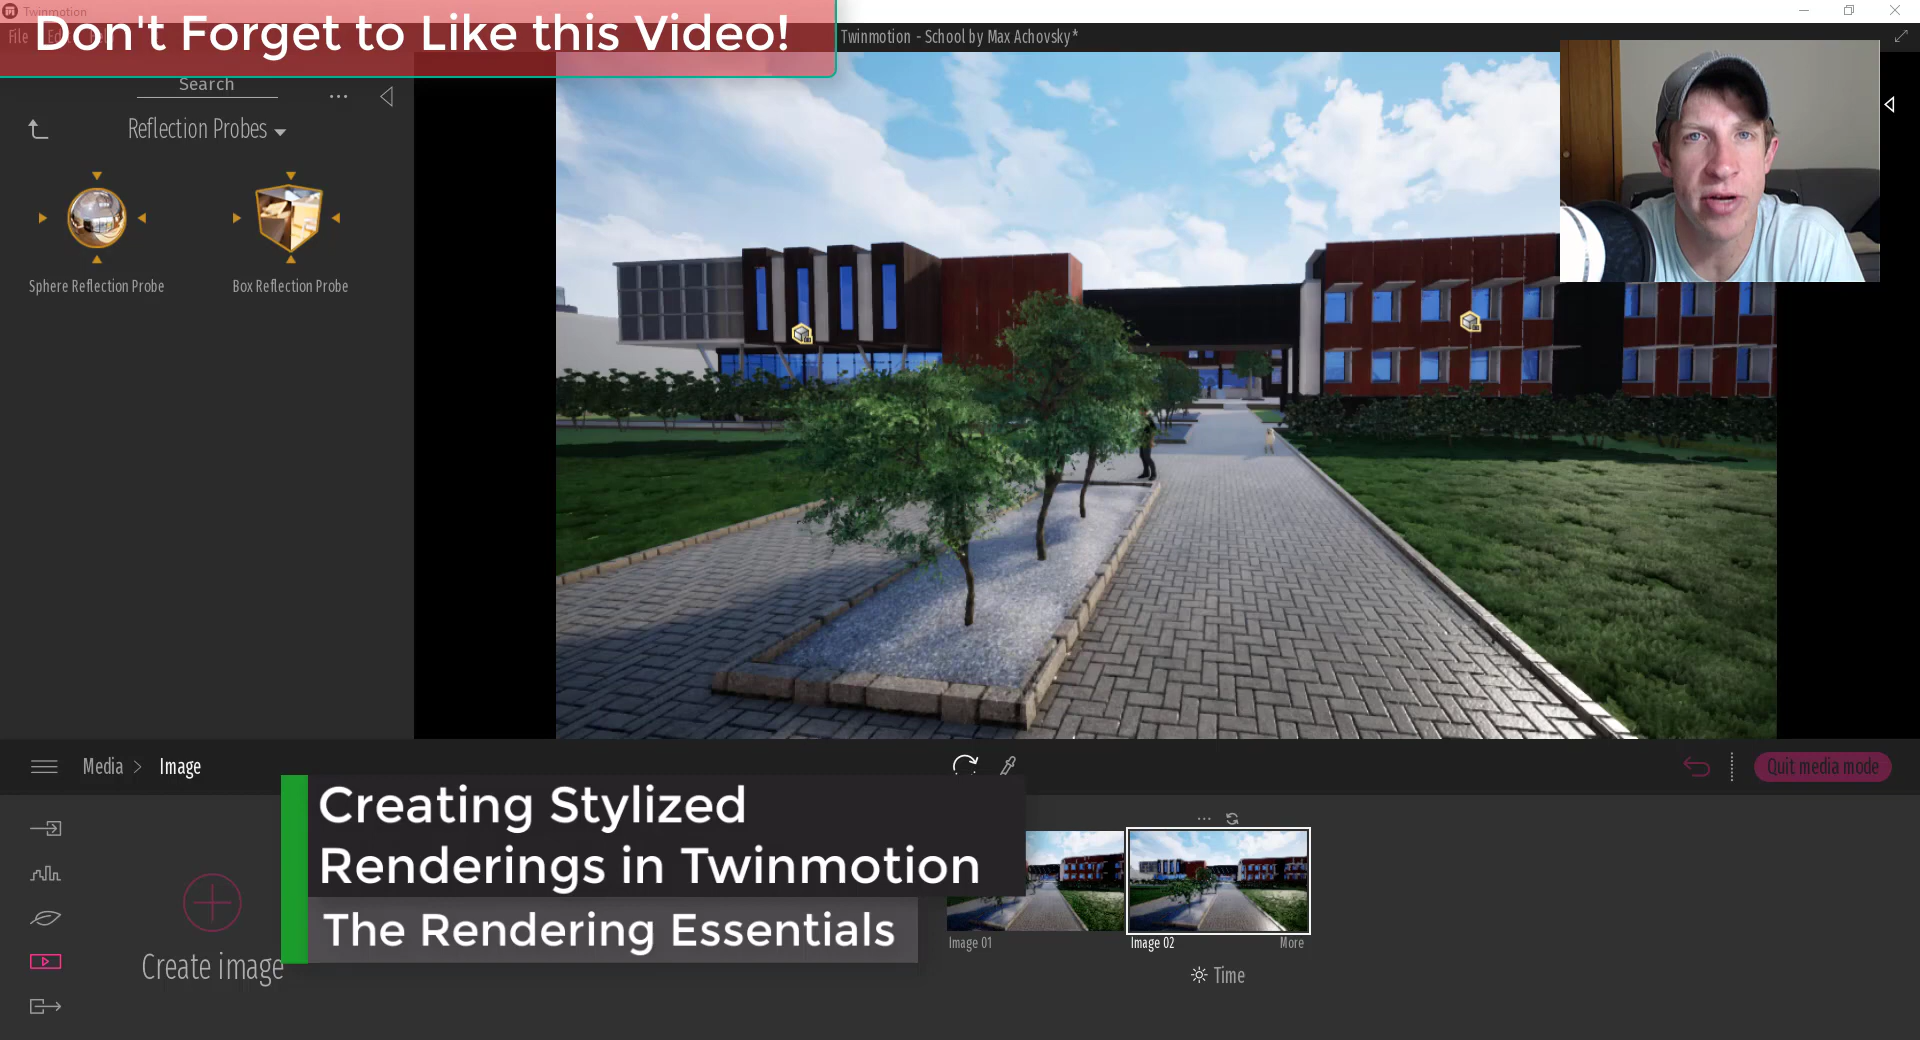 Twinmotion
Don't Forget to Like this Video!
File
Twinmotion - School by Max Achovsky*
Search
Reflection Probes
Sphere Reflection Probe
Box Reflection Probe
Media > Image
Quit media mode
Creating Stylized
Renderings in Twinmotion
The Rendering Essentials
Create image
Image 01
Image 02
More
Time